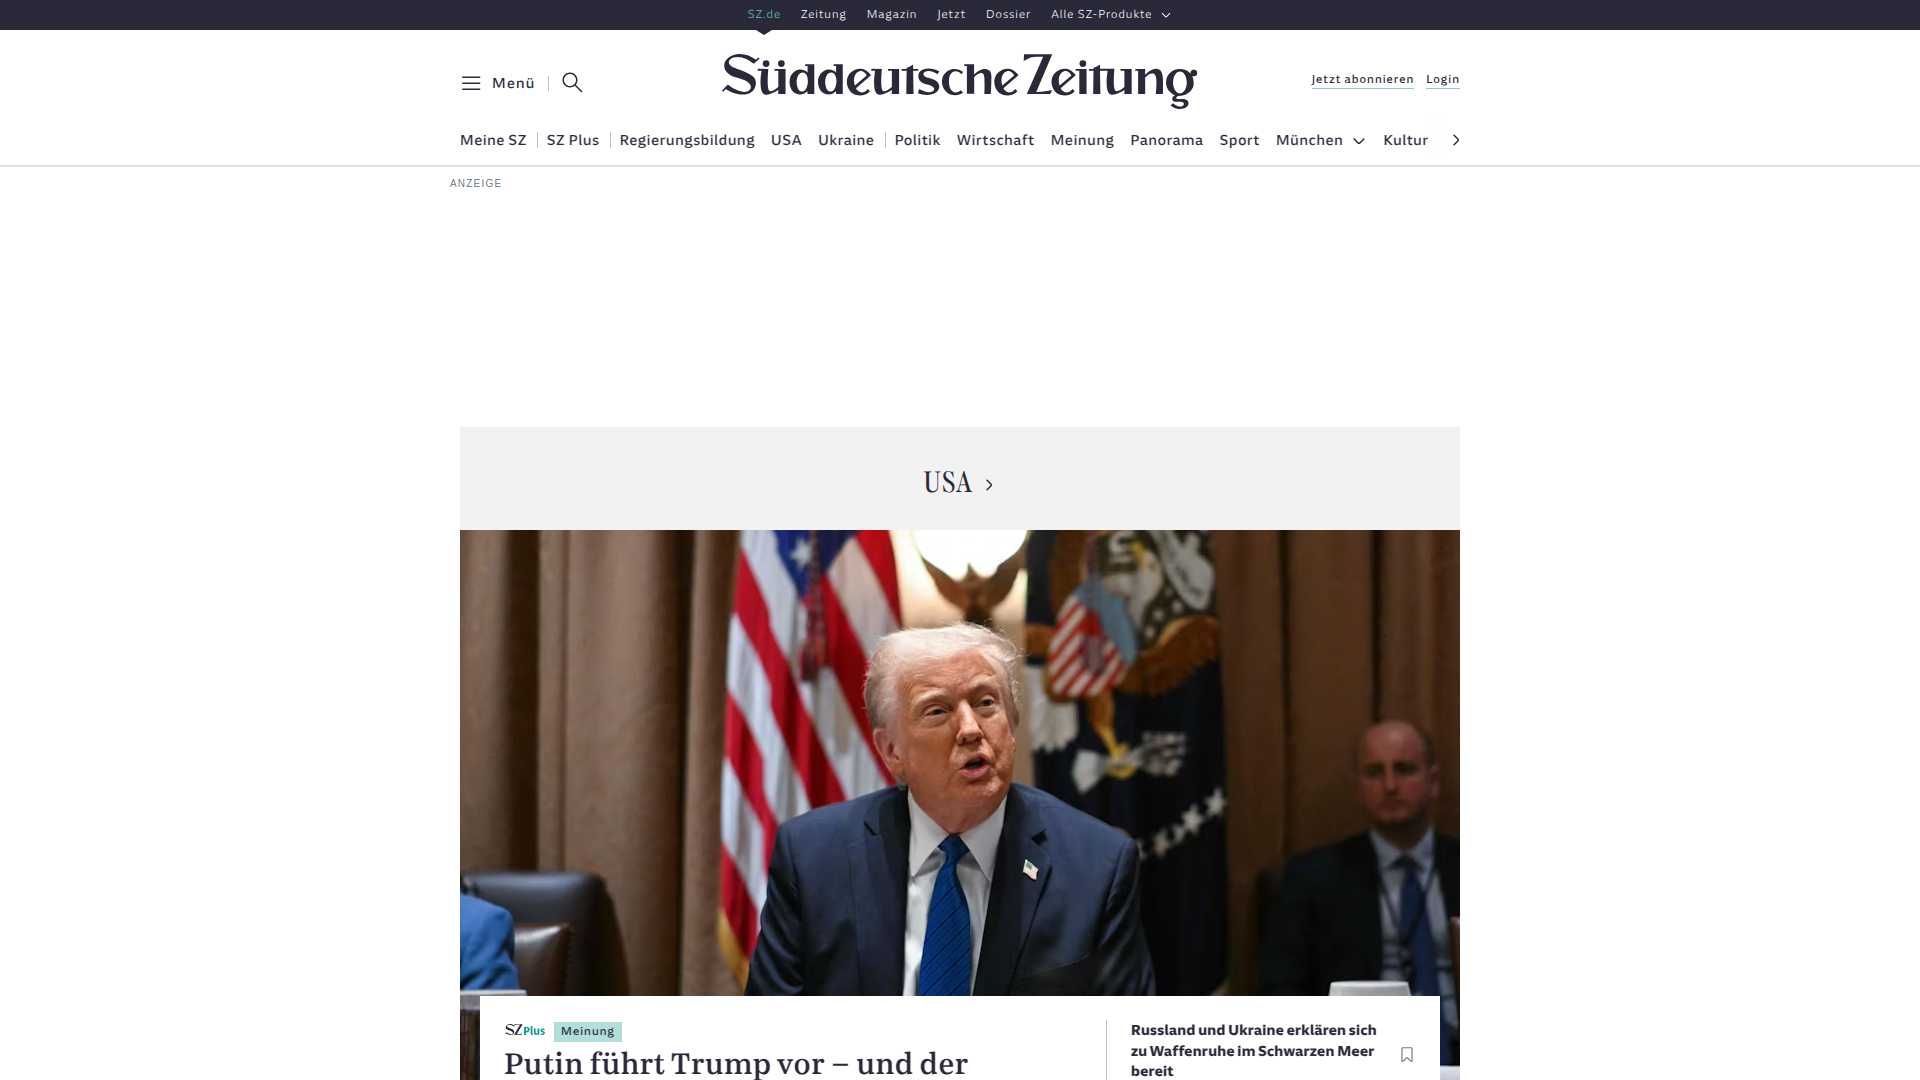 SZ.de Zeitung Magazin Jetzt Dossier Alle SZ-Produkte
Menü
Süddeutsche Zeitung
Jetzt abonnieren Login
Meine SZ SZ Plus Regierungsbildung USA Ukraine Politik Wirtschaft Meinung Panorama Sport München Kultur
ANZEIGE
USA
SZ Plus Meinung
Putin führt Trump vor – und der
Russland und Ukraine erklären sich
zu Waffenruhe im Schwarzen Meer
bereit